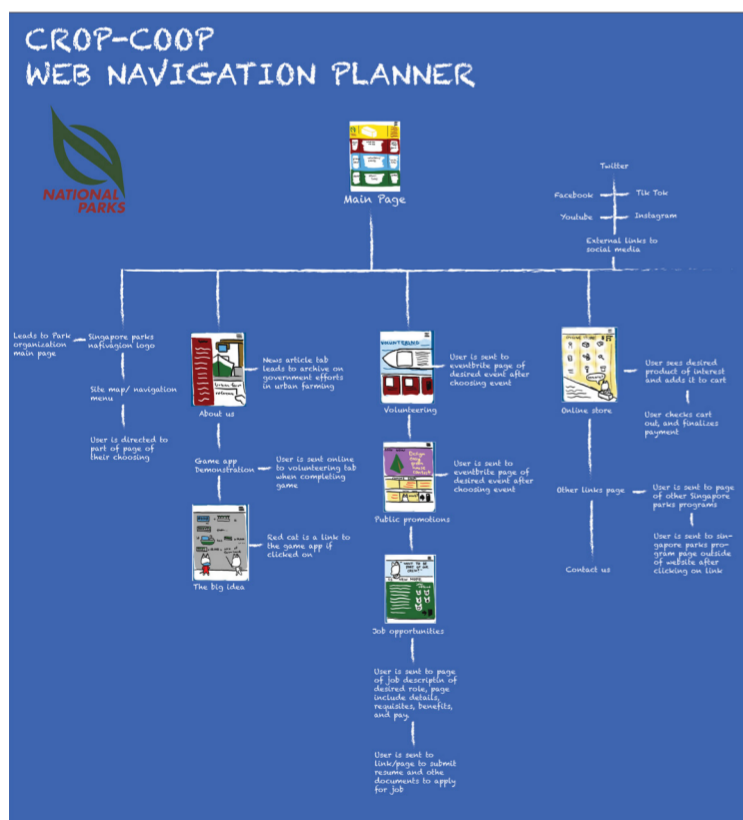 CROP-COOP
WEB NAVIGATION PLANNER
NATIONAL
PARKS
Main Page
Twitter
Facebook
Tik Tok
Youtube
Instagram
External links to
social media
Leads to Park
organization
main page
Singapore parks
nafivagion logo
Site map/ navigation
menu
User is directed to
part of page of
their choosing
About us
News article tab
leads to archive on
government efforts
in urban farming
Game app
Demonstration
User is sent online
to volunteering tab
when completing
game
The big idea
Red cat is a link to
the game app if
clicked on
Volunteering
User is sent to
eventbrite page of
desired event after
choosing event
Public promotions
User is sent to
eventbrite page of
desired event after
choosing event
Job opportunities
User is sent to page
of job descriptin of
desired role, page
include details,
requisites, benefits,
and pay.
User is sent to
link/page to submit
resume and othe
documents to apply
for job
Online store
User sees desired
product of interest
and adds it to cart
User checks cart
out, and finalises
payment
Other links page
User is sent to page
of other Singapore
parks programs
User is sent to sin-
gapore parks pro-
gram page outside
of website after
clicking on link
Contact us